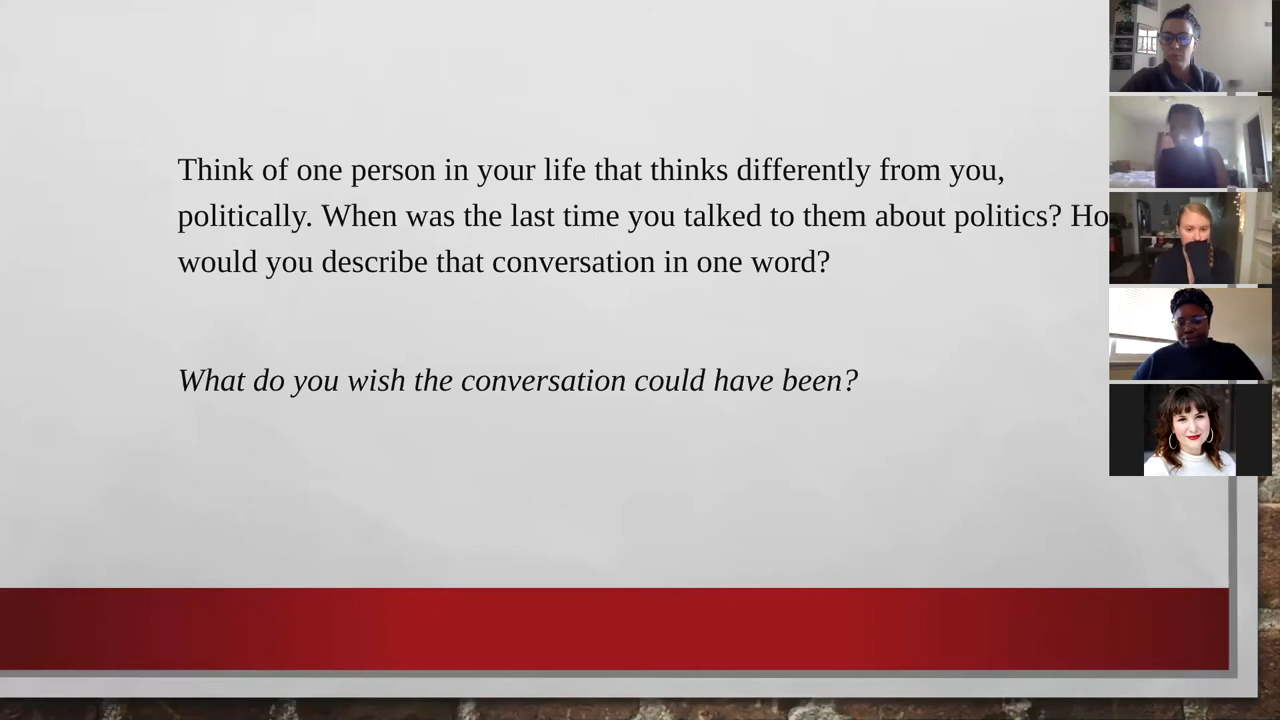 Think of one person in your life that thinks differently from you,
politically. When was the last time you talked to them about politics? Ho
would you describe that conversation in one word?
What do you wish the conversation could have been?